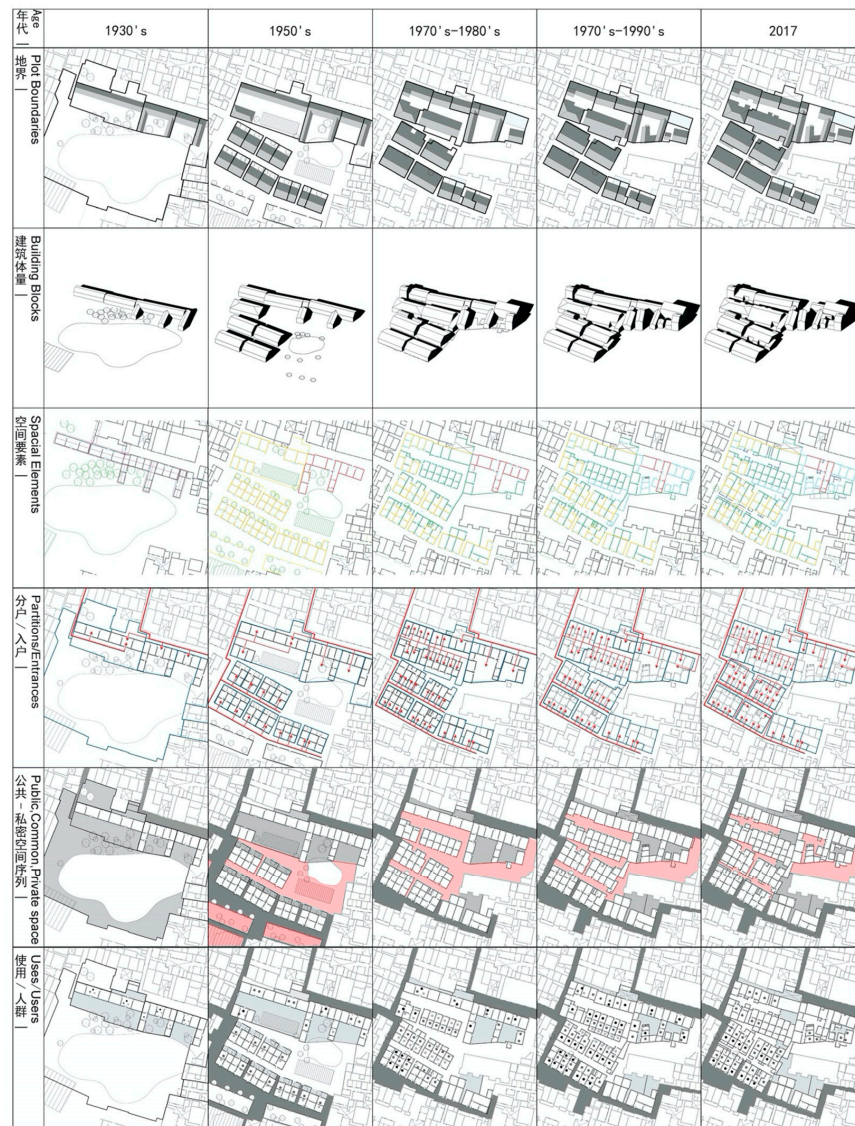 Age
年代
1930's
1950's
1970's-1980's
1970's-1990's
2017
Plot Boundaries
地界
Building Blocks
建筑体量
Spacial Elements
空间要素
Partitions/Entrances
分户/入户
Public,Common,Private space
公共-私密空间序列
Uses/Users
使用/人群